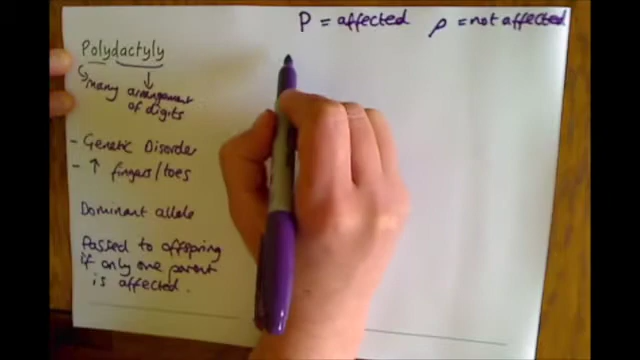 P = affected p = not affected
Polydactyly
many arrangement
of digits
- Genetic Disorder
- ↑ fingers/toes
Dominant allele
Passed to offspring
if only one parent
is affected.